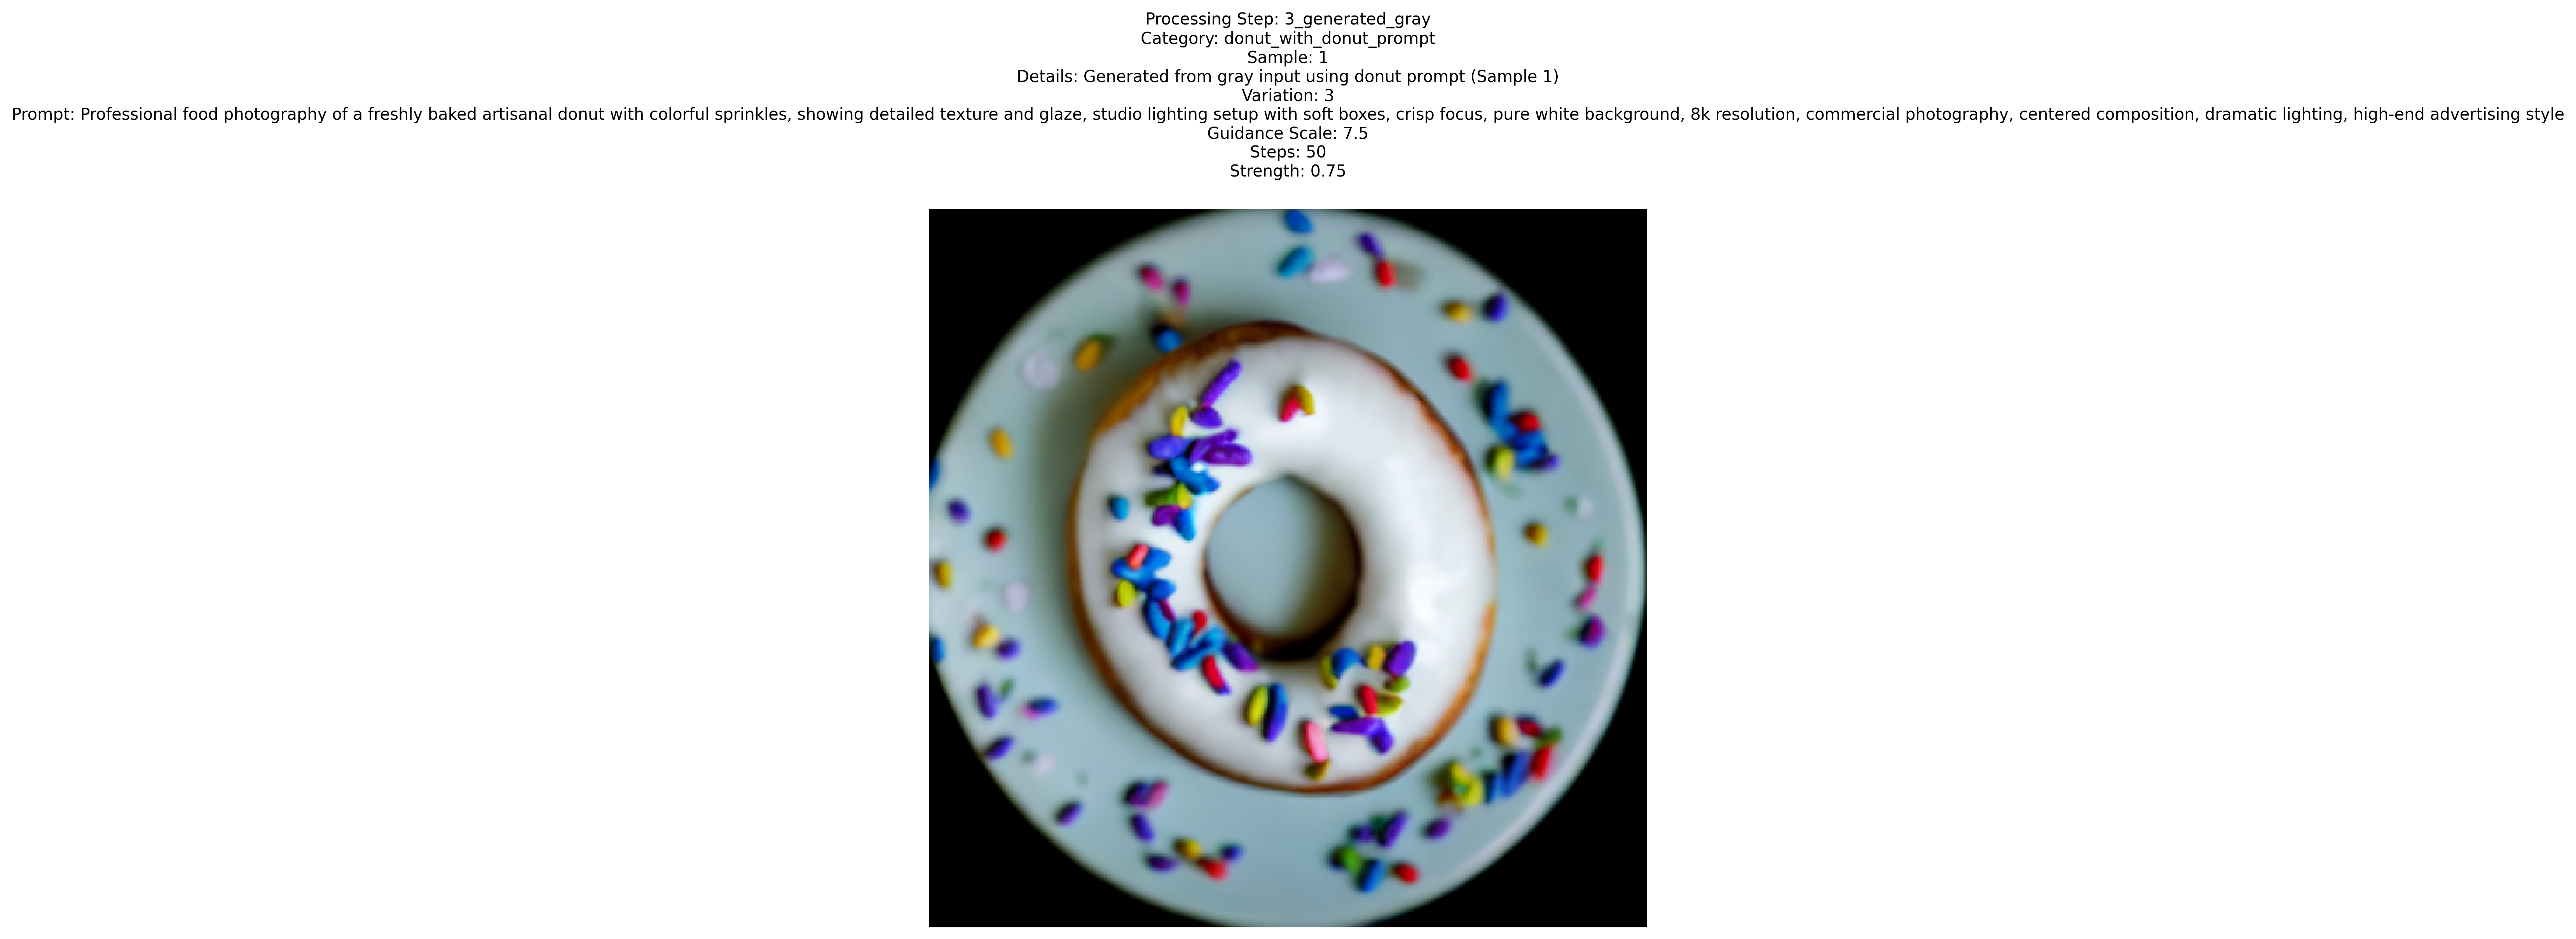 Processing Step: 3_generated_gray
Category: donut_with_donut_prompt
Sample: 1
Details: Generated from gray input using donut prompt (Sample 1)
Variation: 3
Prompt: Professional food photography of a freshly baked artisanal donut with colorful sprinkles, showing detailed texture and glaze, studio lighting setup with soft boxes, crisp focus, pure white background, 8k resolution, commercial photography, centered composition, dramatic lighting, high-end advertising style
Guidance Scale: 7.5
Steps: 50
Strength: 0.75